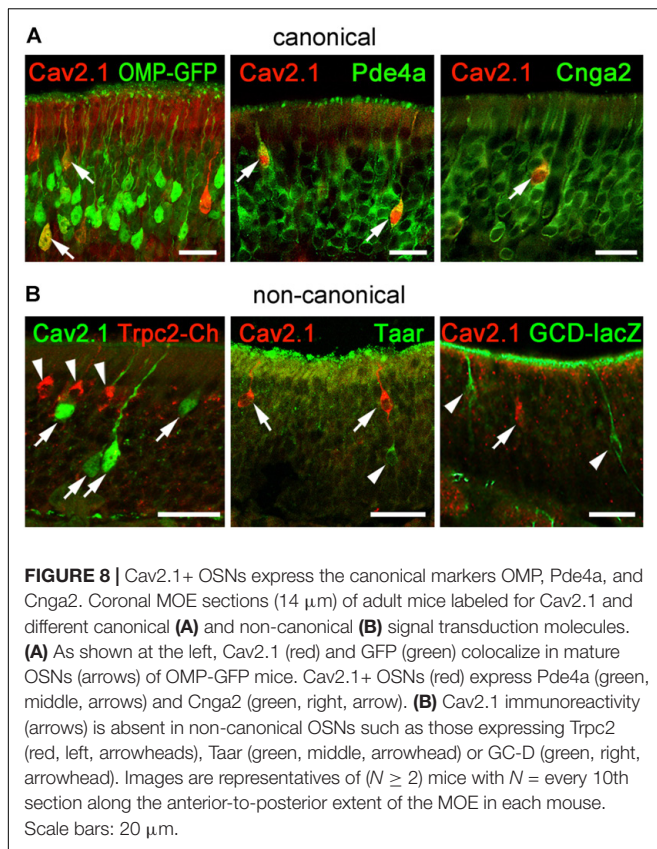 A
canonical
Cav2.1 OMP-GFP
Cav2.1 Pde4a
Cav2.1 Cnga2
B
non-canonical
Cav2.1 Trpc2-Ch
Cav2.1 Taar
Cav2.1 GCD-lacZ
FIGURE 8 | Cav2.1+ OSNs express the canonical markers OMP, Pde4a, and
Cnga2. Coronal MOE sections (14 μm) of adult mice labeled for Cav2.1 and
different canonical (A) and non-canonical (B) signal transduction molecules.
(A) As shown at the left, Cav2.1 (red) and GFP (green) colocalize in mature
OSNs (arrows) of OMP-GFP mice. Cav2.1+ OSNs (red) express Pde4a (green,
middle, arrows) and Cnga2 (green, right, arrow). (B) Cav2.1 immunoreactivity
(arrows) is absent in non-canonical OSNs such as those expressing Trpc2
(red, left, arrowheads), Taar (green, middle, arrowhead) or GC-D (green, right,
arrowhead). Images are representatives of (N ≥ 2) mice with N = every 10th
section along the anterior-to-posterior extent of the MOE in each mouse.
Scale bars: 20 μm.